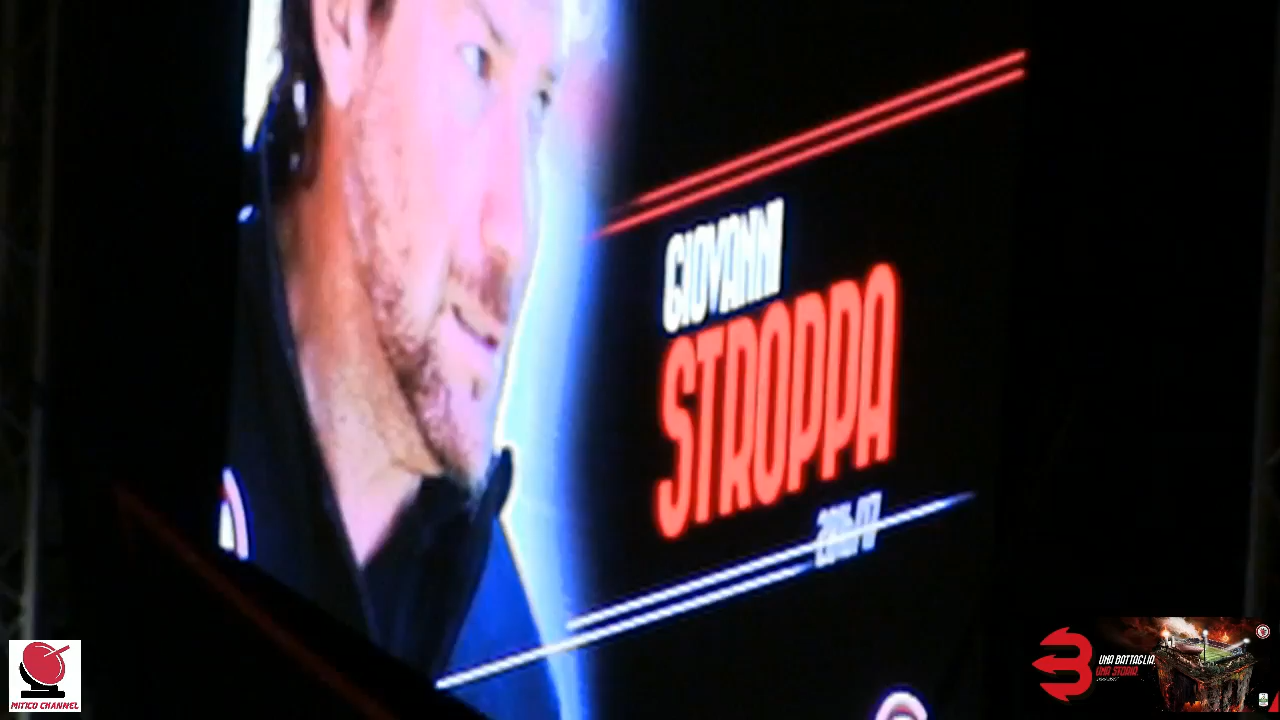 GIOVANNI
STROPPA
UNA BATTAGLIA.
UNA STORIA.
MITICO CHANNEL